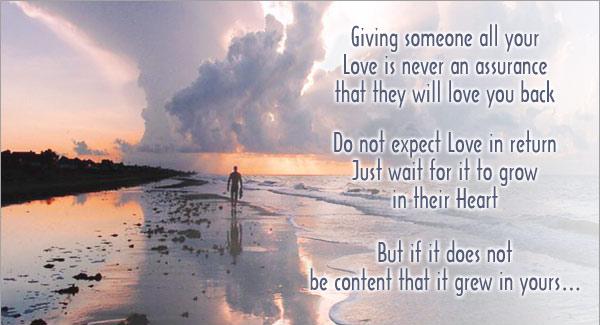 Giving someone all your
Love is never an assurance
that they will love you back
Do not expect Love in return
Just wait for it to grow
in their Heart
But if it does not
be content that it grew in yours...